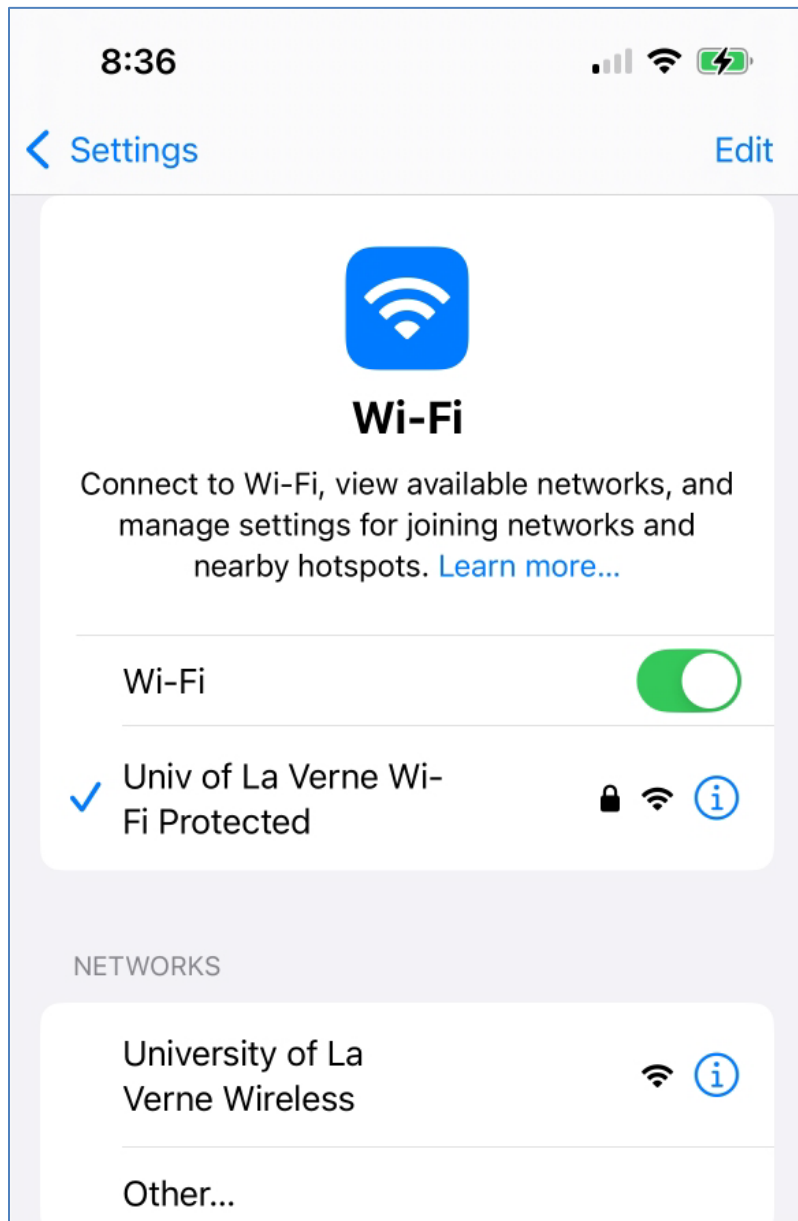 8:36
Settings
Edit
Wi-Fi
Connect to Wi-Fi, view available networks, and
manage settings for joining networks and
nearby hotspots. Learn more...
Wi-Fi
Univ of La Verne Wi-
Fi Protected
NETWORKS
University of La
Verne Wireless
Other...